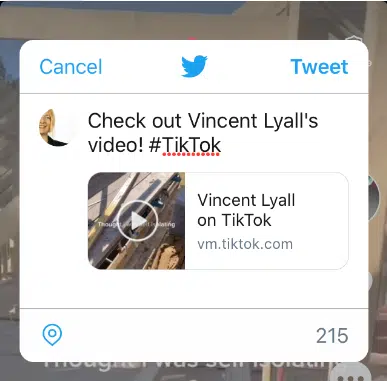 Cancel
Tweet
Check out Vincent Lyall's
video! #TikTok
Vincent Lyall
on TikTok
vm.tiktok.com
215
Thought I was self isolating